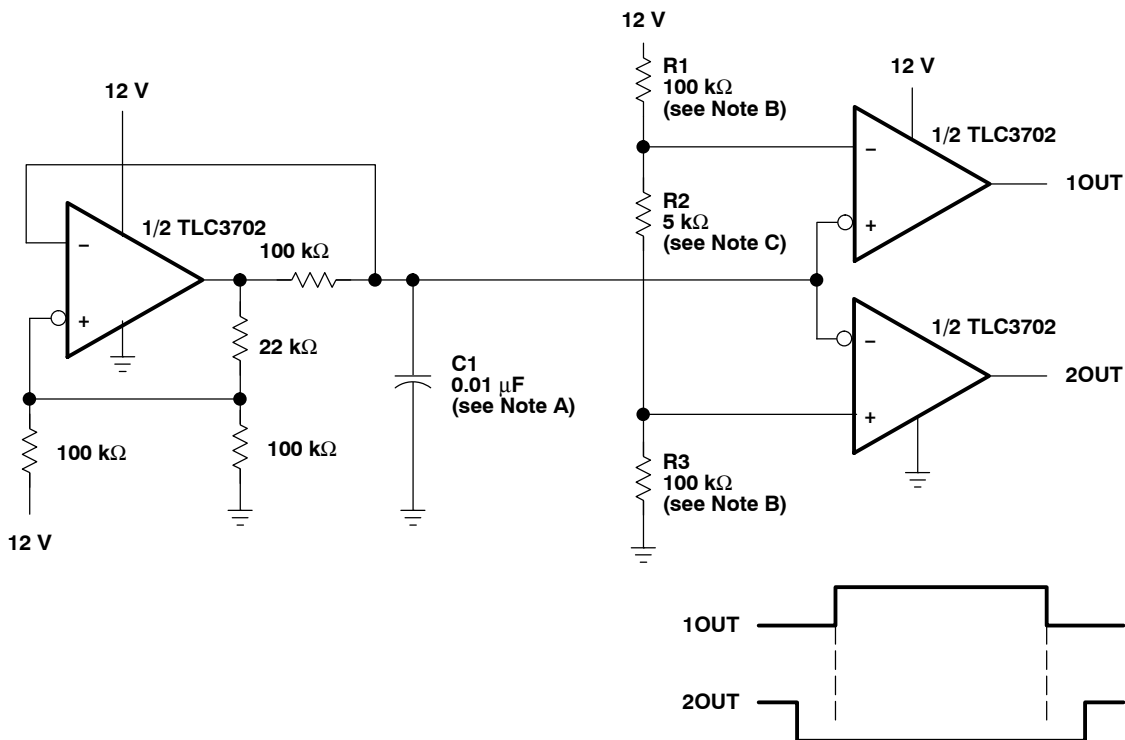 12 V
1/2 TLC3702
−
+
100 kΩ
22 kΩ
100 kΩ
100 kΩ
12 V
C1
0.01 μF
(see Note A)
12 V
R1
100 kΩ
(see Note B)
R2
5 kΩ
(see Note C)
R3
100 kΩ
(see Note B)
12 V
1/2 TLC3702
−
+
1OUT
1/2 TLC3702
−
+
2OUT
1OUT
2OUT